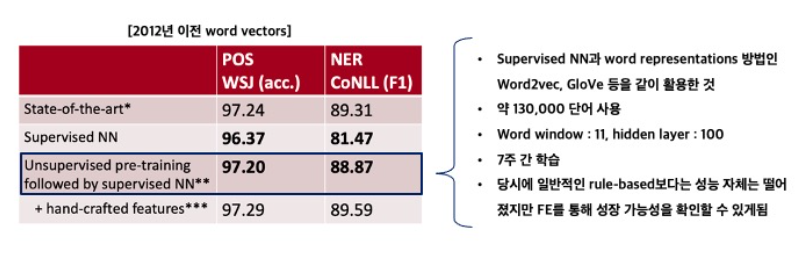 [2012년 이전 word vectors]
POS NER
WSJ (acc.) CoNLL (F1)
State-of-the-art* 97.24 89.31
Supervised NN 96.37 81.47
Unsupervised pre-training
followed by supervised NN** 97.20 88.87
+ hand-crafted features*** 97.29 89.59
• Supervised NN과 word representations 방법인
Word2vec, GloVe 등을 같이 활용한 것
• 약 130,000 단어 사용
• Word window : 11, hidden layer : 100
• 7주 간 학습
• 당시에 일반적인 rule-based보다는 성능 자체는 떨어
졌지만 FE를 통해 성장 가능성을 확인할 수 있게됨